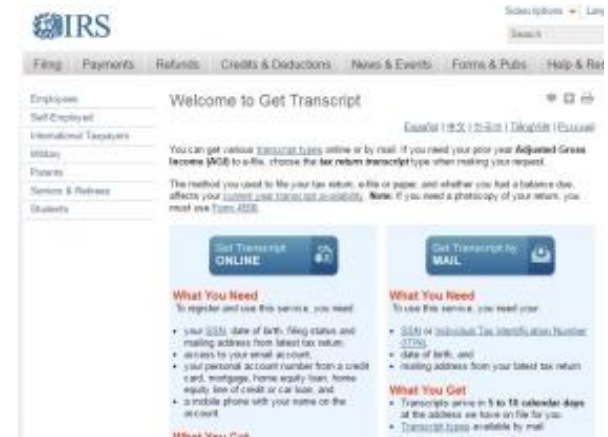 Subscriptions Lang
IRS
Search
Filing Payments Refunds Credits & Deductions News & Events Forms & Pubs Help & Res
Employees
Self-Employed
International Taxpayers
Military
Parents
Seniors & Retirees
Students
Welcome to Get Transcript
Español | 中文 | 한국어 | TiếngViệt | Русский
You can get various transcript types online or by mail. If you need your prior year Adjusted Gross
Income (AGI) to e-file, choose the tax return transcript type when making your request.
The method you used to file your tax return, e-file or paper, and whether you had a balance due,
affects your current year transcript availability. Note: If you need a photocopy of your return, you
must use Form 4506.
Get Transcript
ONLINE
What You Need
To register and use this service, you need:
• your SSN, date of birth, filing status and
mailing address from latest tax return,
• access to your email account,
• your personal account number from a credit
card, mortgage, home equity loan, home
equity line of credit or car loan, and
• a mobile phone with your name on the
account.
What You Get
Get Transcript by
MAIL
What You Need
To use this service, you need your:
• SSN or Individual Tax Identification Number
(ITIN),
• date of birth, and
• mailing address from your latest tax return
What You Get
• Transcripts arrive in 5 to 10 calendar days
at the address we have on file for you.
• Transcript types available by mail